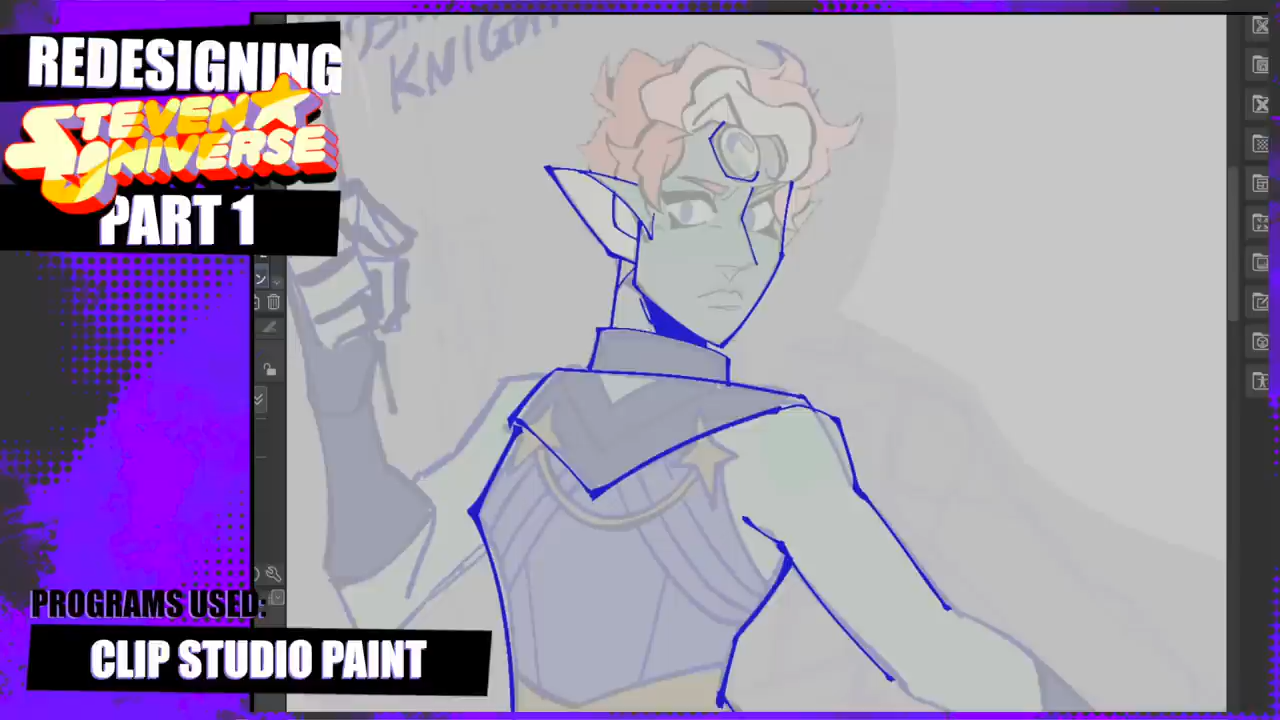 REDESIGNING
STEVEN
UNIVERSE
PART 1
KNIGHT
PROGRAMS USED:
CLIP STUDIO PAINT